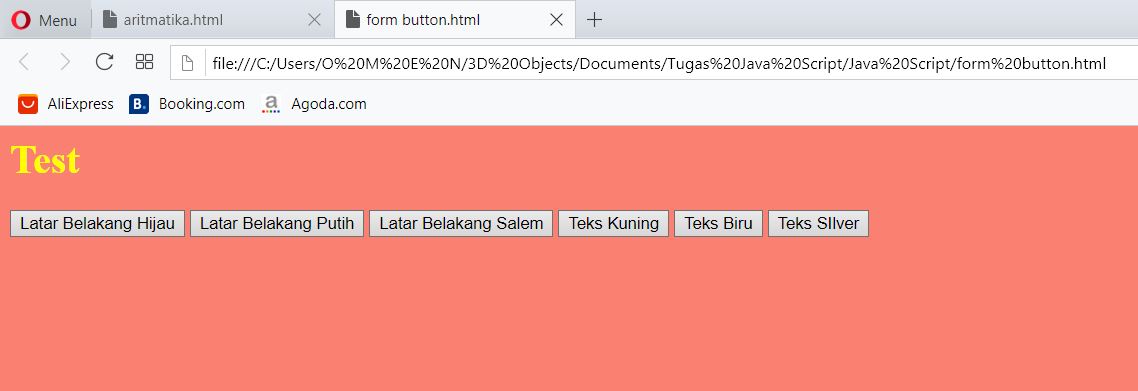 Menu aritmatika.html form button.html
file:///C:/Users/O%20M%20E%20N/3D%20Objects/Documents/Tugas%20Java%20Script/Java%20Script/form%20button.html
AliExpress B. Booking.com a Agoda.com
Test
Latar Belakang Hijau Latar Belakang Putih Latar Belakang Salem Teks Kuning Teks Biru Teks SIlver